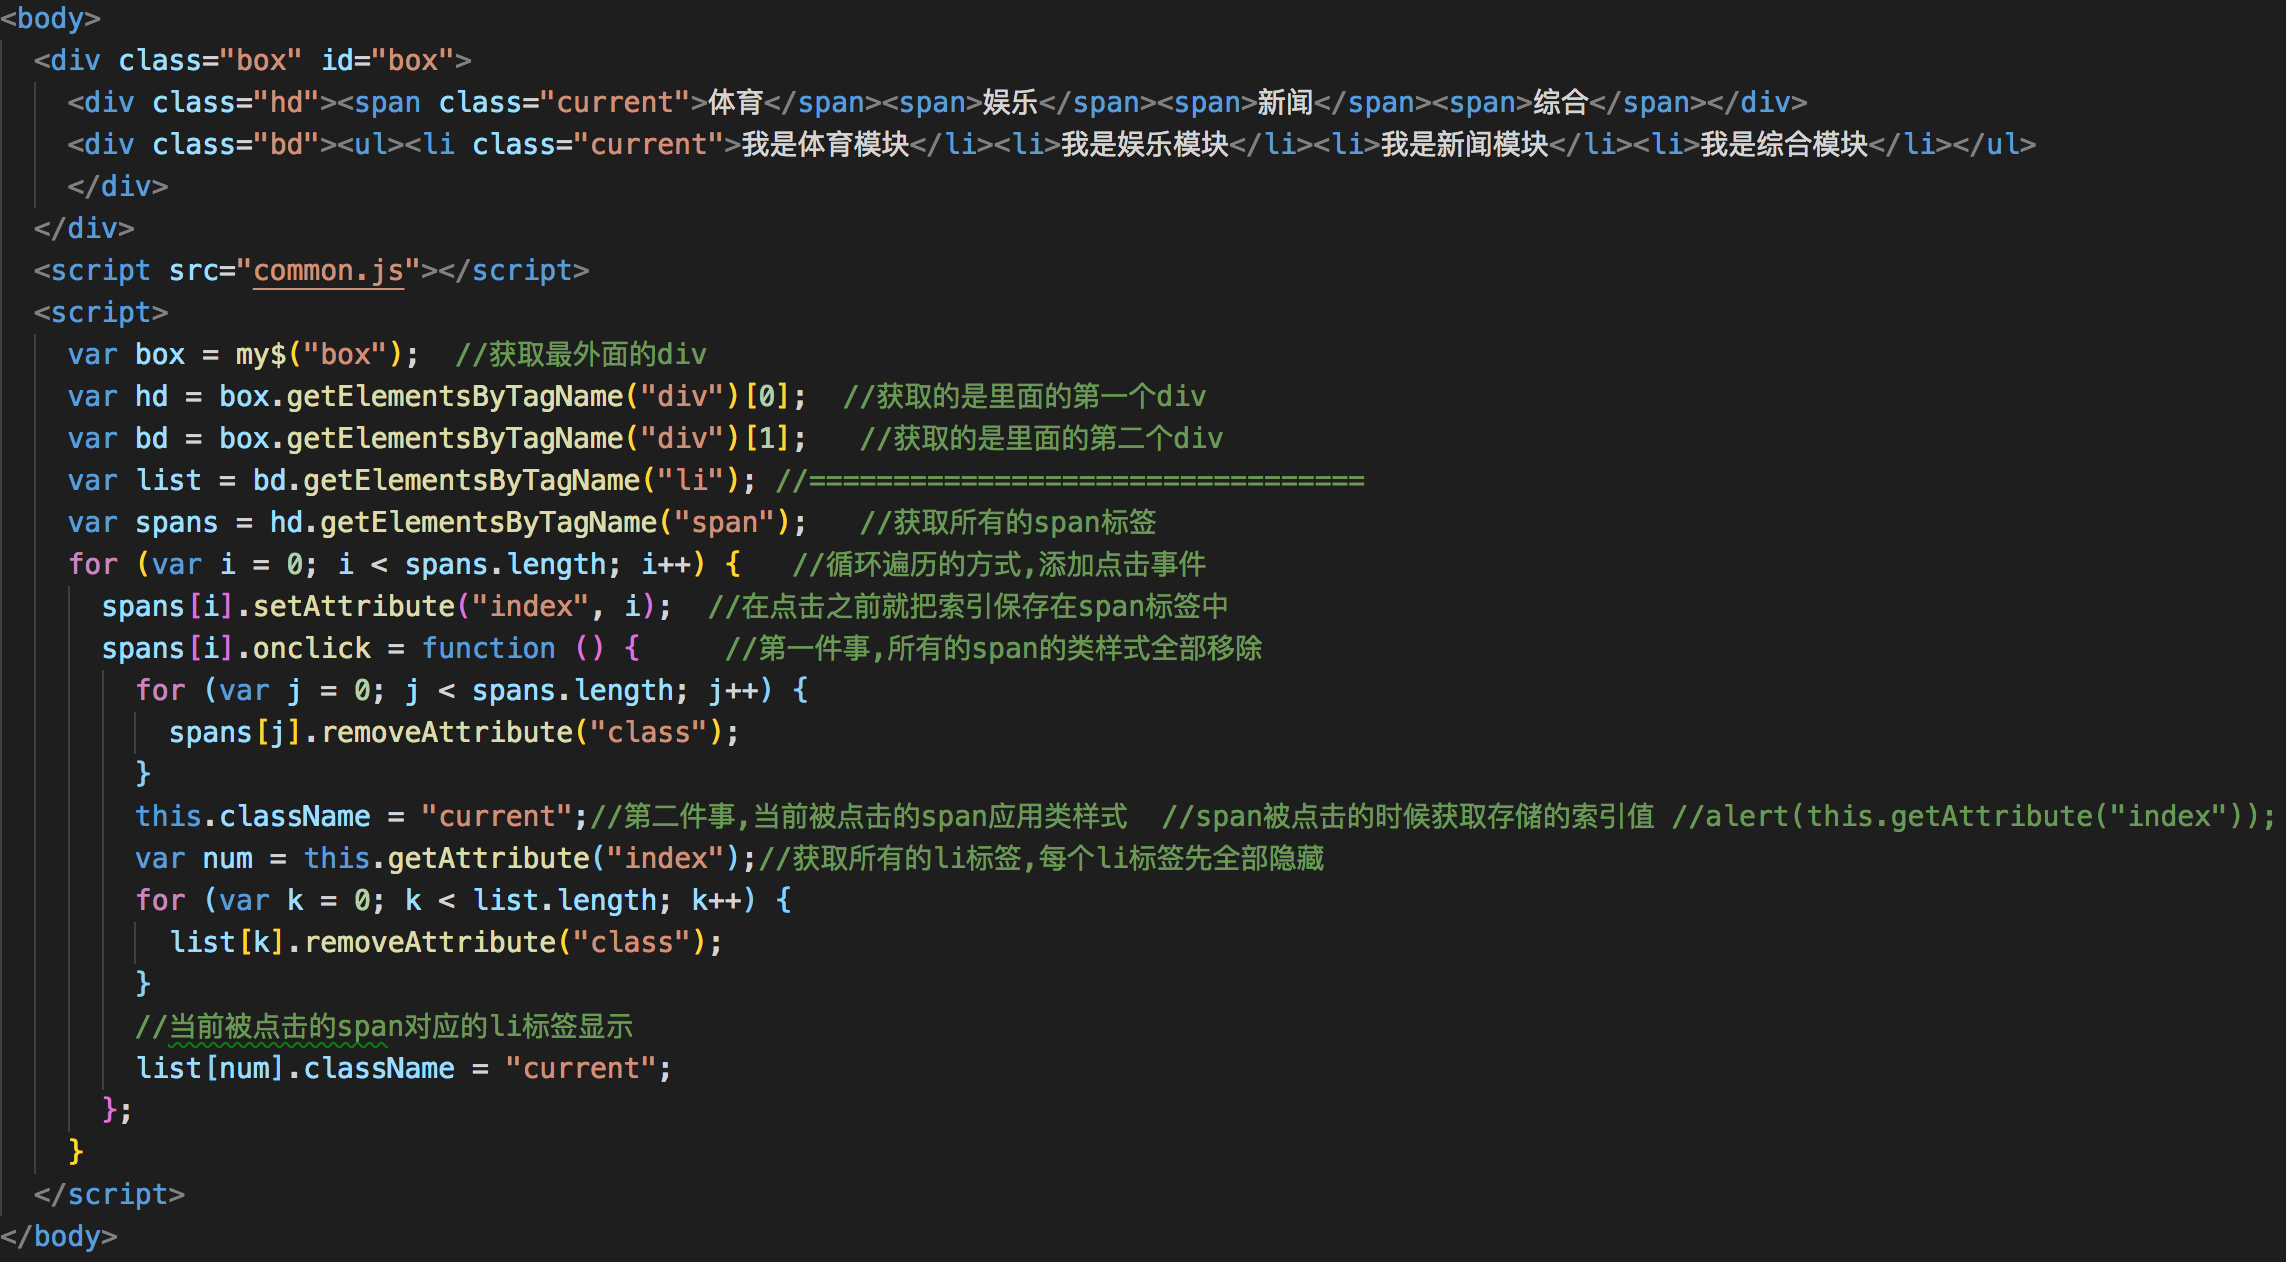 <body>
<div class="box" id="box">
<div class="hd"><span class="current">体育</span><span>娱乐</span><span>新闻</span><span>综合</span></div>
<div class="bd"><ul><li class="current">我是体育模块</li><li>我是娱乐模块</li><li>我是新闻模块</li><li>我是综合模块</li></ul>
</div>
</div>
<script src="common.js"></script>
<script>
var box = my$("box");  //获取最外面的div
var hd = box.getElementsByTagName("div")[0];  //获取的是里面的第一个div
var bd = box.getElementsByTagName("div")[1];   //获取的是里面的第二个div
var list = bd.getElementsByTagName("li"); //=================================
var spans = hd.getElementsByTagName("span");   //获取所有的span标签
for (var i = 0; i < spans.length; i++) {   //循环遍历的方式,添加点击事件
spans[i].setAttribute("index", i);  //在点击之前就把索引保存在span标签中
spans[i].onclick = function () {     //第一件事,所有的span的类样式全部移除
for (var j = 0; j < spans.length; j++) {
spans[j].removeAttribute("class");
}
this.className = "current";//第二件事,当前被点击的span应用类样式  //span被点击的时候获取存储的索引值 //alert(this.getAttribute("index"));
var num = this.getAttribute("index");//获取所有的li标签,每个li标签先全部隐藏
for (var k = 0; k < list.length; k++) {
list[k].removeAttribute("class");
}
//当前被点击的span对应的li标签显示
list[num].className = "current";
};
}
</script>
</body>